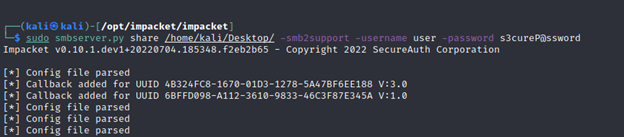 (kali㉿kali)-[/opt/impacket/impacket]
$ sudo smbserver.py share /home/kali/Desktop/ -smb2support -username user -password s3cureP@ssword
Impacket v0.10.1.dev1+20220704.185348.f2eb2b65 - Copyright 2022 SecureAuth Corporation
[*] Config file parsed
[*] Callback added for UUID 4B324FC8-1670-01D3-1278-5A47BF6EE188 V:3.0
[*] Callback added for UUID 6BFFD098-A112-3610-9833-46C3F87E345A V:1.0
[*] Config file parsed
[*] Config file parsed
[*] Config file parsed